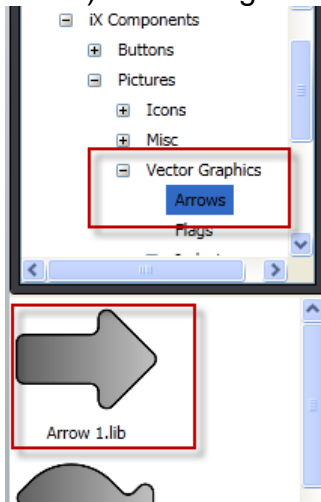 iX Components
Buttons
Pictures
Icons
Misc
Vector Graphics
Arrows
Flags
Arrow 1.lib